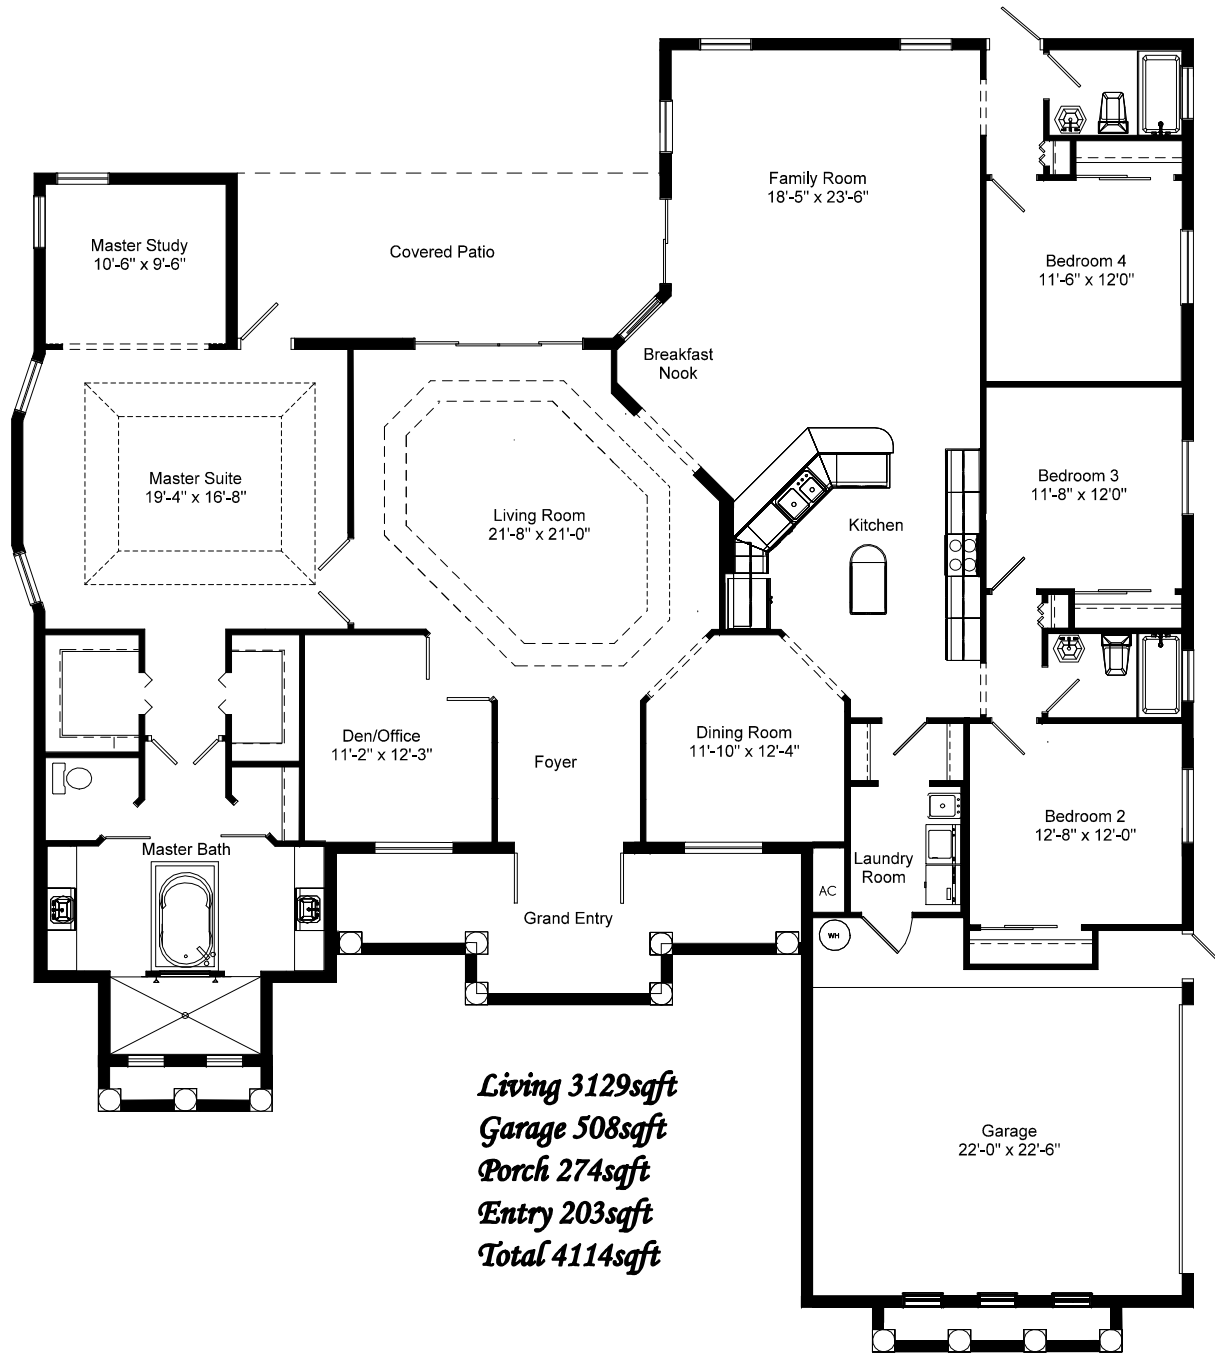 Family Room
18'-5" x 23'-6"
Master Study
10'-6" x 9'-6"
Covered Patio
Bedroom 4
11'-6" x 12'0"
Breakfast
Nook
Master Suite
19'-4" x 16'-8"
Living Room
21'-8" x 21'-0"
Kitchen
Bedroom 3
11'-8" x 12'0"
Den/Office
11'-2" x 12'-3"
Foyer
Dining Room
11'-10" x 12'-4"
Bedroom 2
12'-8" x 12'-0"
Master Bath
Laundry
Room
AC
Grand Entry
WH
Living 3129sqft
Garage 508sqft
Porch 274sqft
Entry 203sqft
Total 4114sqft
Garage
22'-0" x 22'-6"